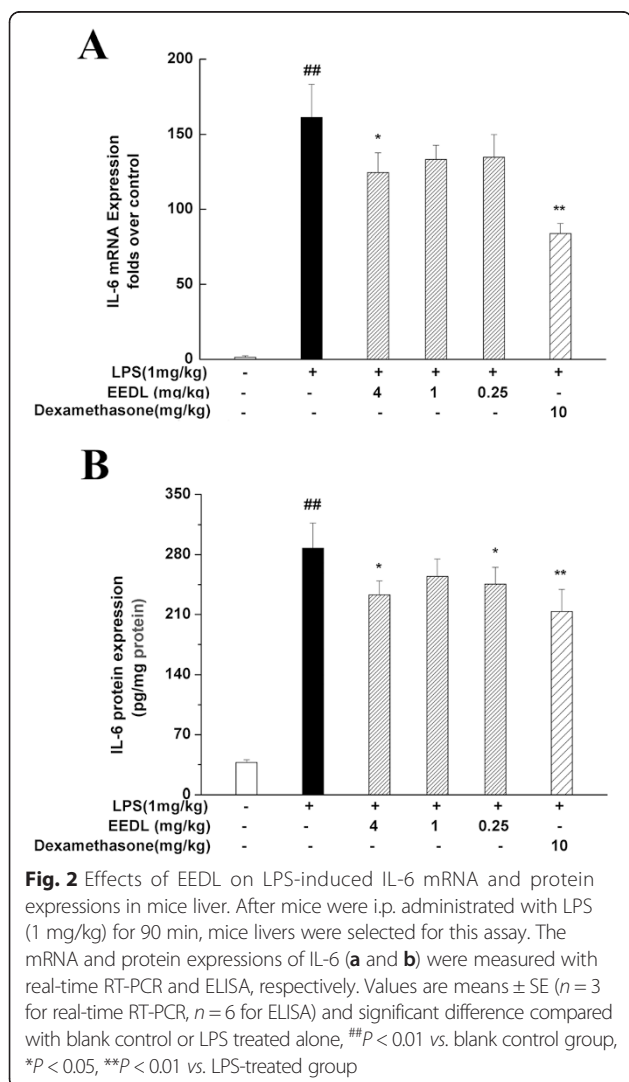 A
IL-6 mRNA Expression
folds over control
200
150
100
50
0
##
*
**
LPS(1mg/kg) - + + + + +
EEDL (mg/kg) - - 4 1 0.25 -
Dexamethasone(mg/kg) - - - - - 10
B
IL-6 protein expression
(pg/mg protein)
350
280
210
140
70
0
##
*
*
**
LPS(1mg/kg) - + + + + +
EEDL (mg/kg) - - 4 1 0.25 -
Dexamethasone(mg/kg) - - - - - 10
Fig. 2 Effects of EEDL on LPS-induced IL-6 mRNA and protein
expressions in mice liver. After mice were i.p. administrated with LPS
(1 mg/kg) for 90 min, mice livers were selected for this assay. The
mRNA and protein expressions of IL-6 (a and b) were measured with
real-time RT-PCR and ELISA, respectively. Values are means ± SE (n = 3
for real-time RT-PCR, n = 6 for ELISA) and significant difference compared
with blank control or LPS treated alone, ##P < 0.01 vs. blank control group,
*P < 0.05, **P < 0.01 vs. LPS-treated group